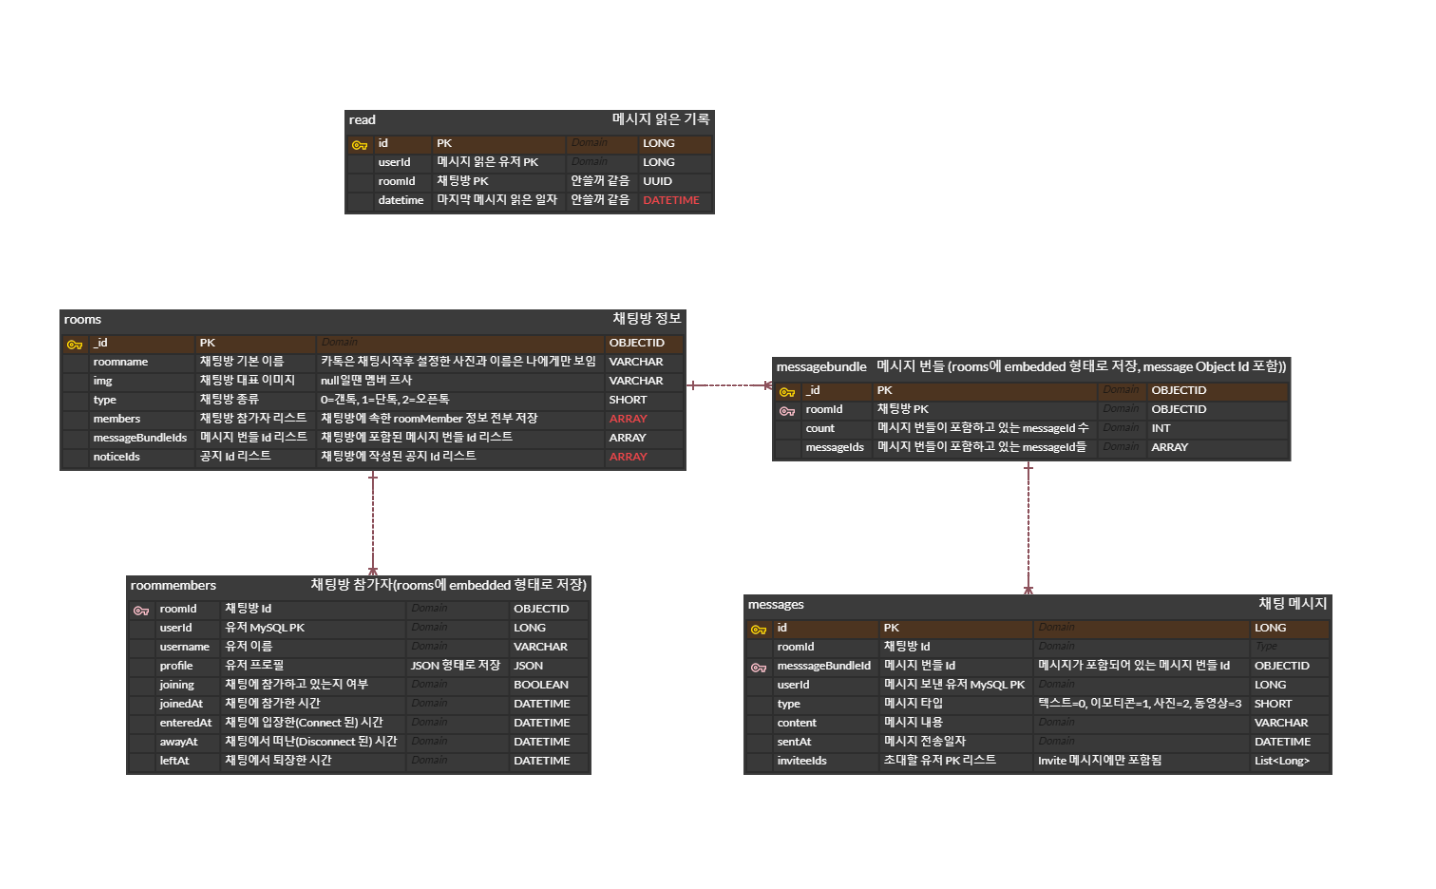 read 메시지 읽은 기록
id PK Domain LONG
userId 메시지 읽은 유저 PK Domain LONG
roomId 채팅방 PK 안쓸꺼 같음 UUID
datetime 마지막 메시지 읽은 일자 안쓸꺼 같음 DATETIME
rooms 채팅방 정보
_id PK Domain OBJECTID
roomname 채팅방 기본 이름 카톡은 채팅시작후 설정한 사진과 이름은 나에게만 보임 VARCHAR
img 채팅방 대표 이미지 null일땐 멤버 프사 VARCHAR
type 채팅방 종류 0=갠톡, 1=단톡, 2=오픈톡 SHORT
members 채팅방 참가자 리스트 채팅방에 속한 roomMember 정보 전부 저장 ARRAY
messageBundleIds 메시지 번들 Id 리스트 채팅방에 포함된 메시지 번들 Id 리스트 ARRAY
noticeIds 공지 Id 리스트 채팅방에 작성된 공지 Id 리스트 ARRAY
messagebundle 메시지 번들 (rooms에 embedded 형태로 저장, message Object Id 포함))
_id PK Domain OBJECTID
roomId 채팅방 PK Domain OBJECTID
count 메시지 번들이 포함하고 있는 messageId 수 Domain INT
messageIds 메시지 번들이 포함하고 있는 messageId들 Domain ARRAY
roommembers 채팅방 참가자(rooms에 embedded 형태로 저장)
roomId 채팅방 Id Domain OBJECTID
userId 유저 MySQL PK Domain LONG
username 유저 이름 Domain VARCHAR
profile 유저 프로필 JSON 형태로 저장 JSON
joining 채팅에 참가하고 있는지 여부 Domain BOOLEAN
joinedAt 채팅에 참가한 시간 Domain DATETIME
enteredAt 채팅에 입장한(Connect 된) 시간 Domain DATETIME
awayAt 채팅에서 떠난(Disconnect 된) 시간 Domain DATETIME
leftAt 채팅에서 퇴장한 시간 Domain DATETIME
messages 채팅 메시지
id PK Domain LONG
roomId 채팅방 Id Domain Type
messsageBundleId 메시지 번들 Id 메시지가 포함되어 있는 메시지 번들 Id OBJECTID
userId 메시지 보낸 유저 MySQL PK Domain LONG
type 메시지 타입 텍스트=0, 이모티콘=1, 사진=2, 동영상=3 SHORT
content 메시지 내용 Domain VARCHAR
sentAt 메시지 전송일자 Domain DATETIME
inviteeIds 초대할 유저 PK 리스트 Invite 메시지에만 포함됨 List<Long>